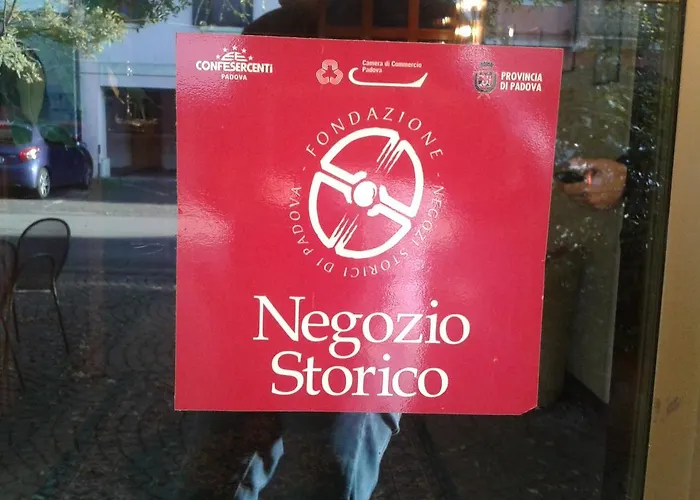 CONFESERCENTI
PADOVA
Camera di Commercio
Padova
PROVINCIA
DI PADOVA
FONDAZIONE - NEGOZI STORICI DI PADOVA -
Negozio
Storico